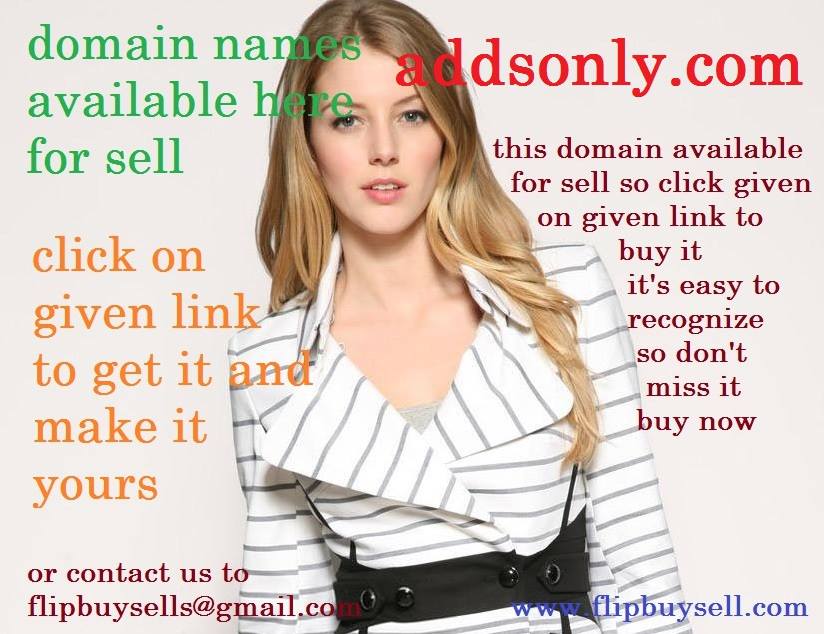 domain names
available here
for sell
addsonly.com
this domain available
for sell so click given
on given link to
buy it
it's easy to
recognize
so don't
miss it
buy now
click on
given link
to get it and
make it
yours
or contact us to
flipbuysells@gmail.com
www.flipbuysell.com